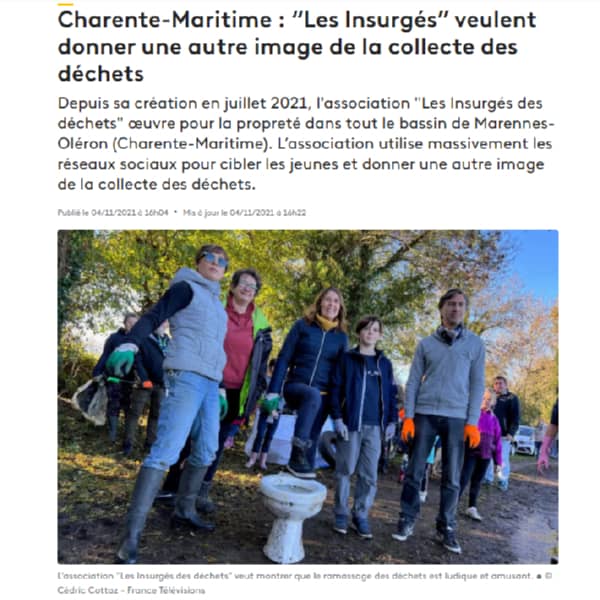 Charente-Maritime : "Les Insurgés" veulent
donner une autre image de la collecte des
déchets
Depuis sa création en juillet 2021, l'association "Les Insurgés des
déchets" œuvre pour la propreté dans tout le bassin de Marennes-
Oléron (Charente-Maritime). L'association utilise massivement les
réseaux sociaux pour cibler les jeunes et donner une autre image
de la collecte des déchets.
Publié le 04/11/2021 à 16h04 • Mis à jour le 04/11/2021 à 16h22
L'association "Les Insurgés des déchets" veut montrer que le ramassage des déchets est ludique et amusant. • ©
Cédric Cottaz - France Télévisions